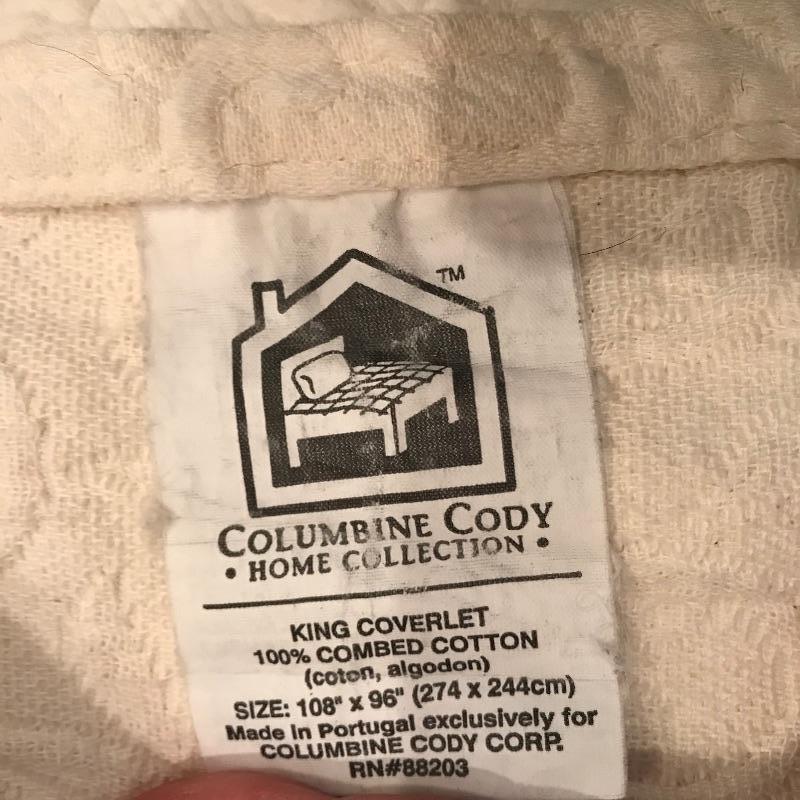 TM
COLUMBINE CODY
• HOME COLLECTION •
KING COVERLET
100% COMBED COTTON
(coton, algodon)
SIZE: 108" x 96" (274 x 244cm)
Made in Portugal exclusively for
COLUMBINE CODY CORP.
RN#88203